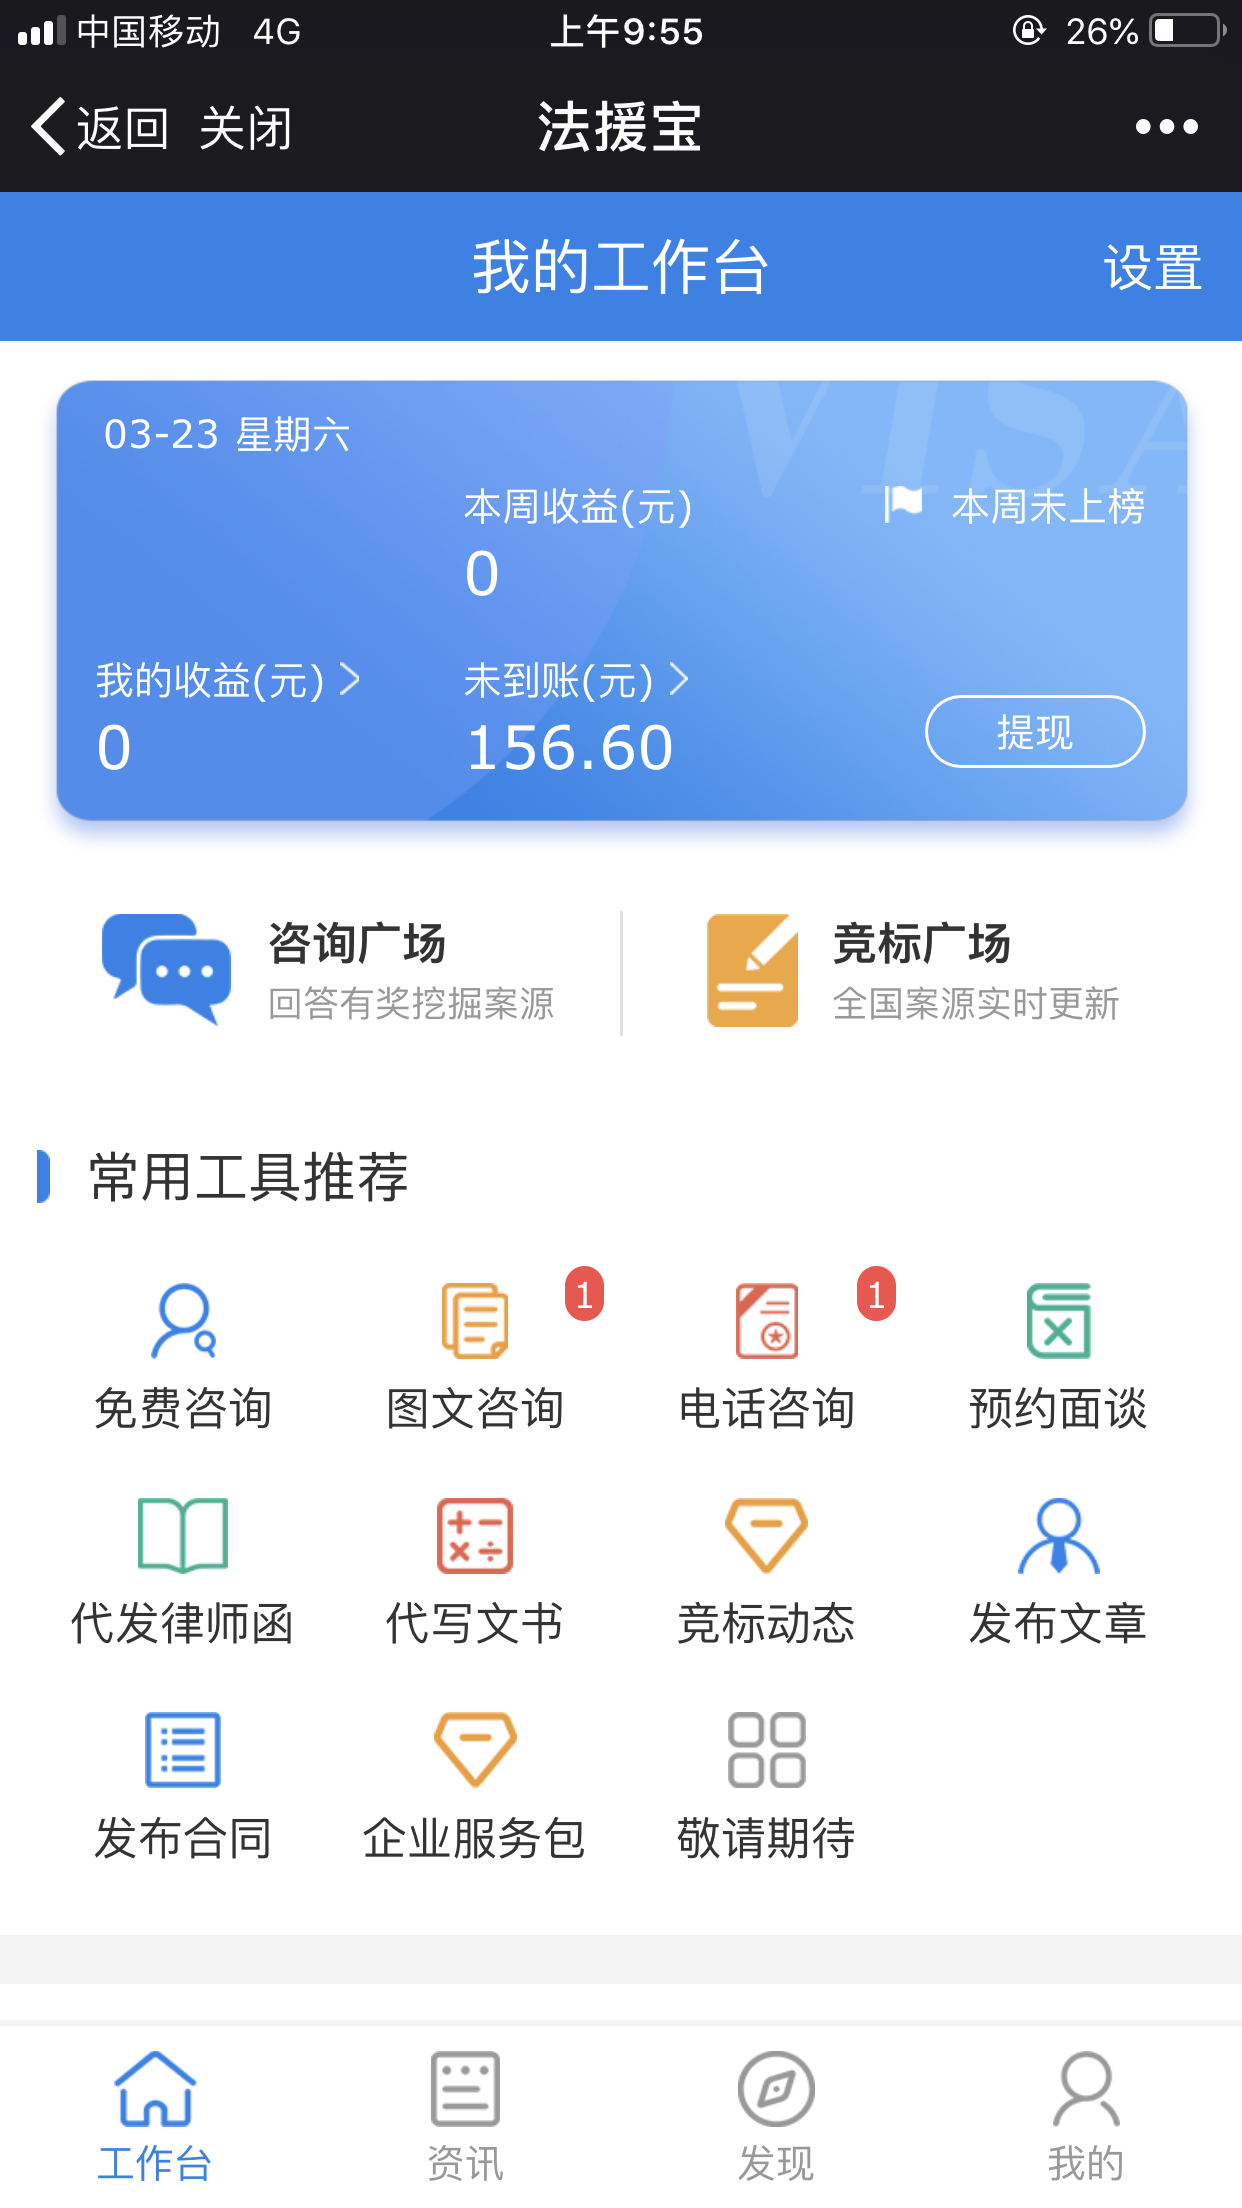 中国移动 4G 上午9:55 26%
返回 关闭 法援宝
我的工作台 设置
VISA
03-23 星期六
本周收益(元) 本周未上榜
0
我的收益(元) 未到账(元)
0 156.60 提现
咨询广场 竞标广场
回答有奖挖掘案源 全国案源实时更新
常用工具推荐
1 1
免费咨询 图文咨询 电话咨询 预约面谈
代发律师函 代写文书 竞标动态 发布文章
发布合同 企业服务包 敬请期待
工作台 资讯 发现 我的